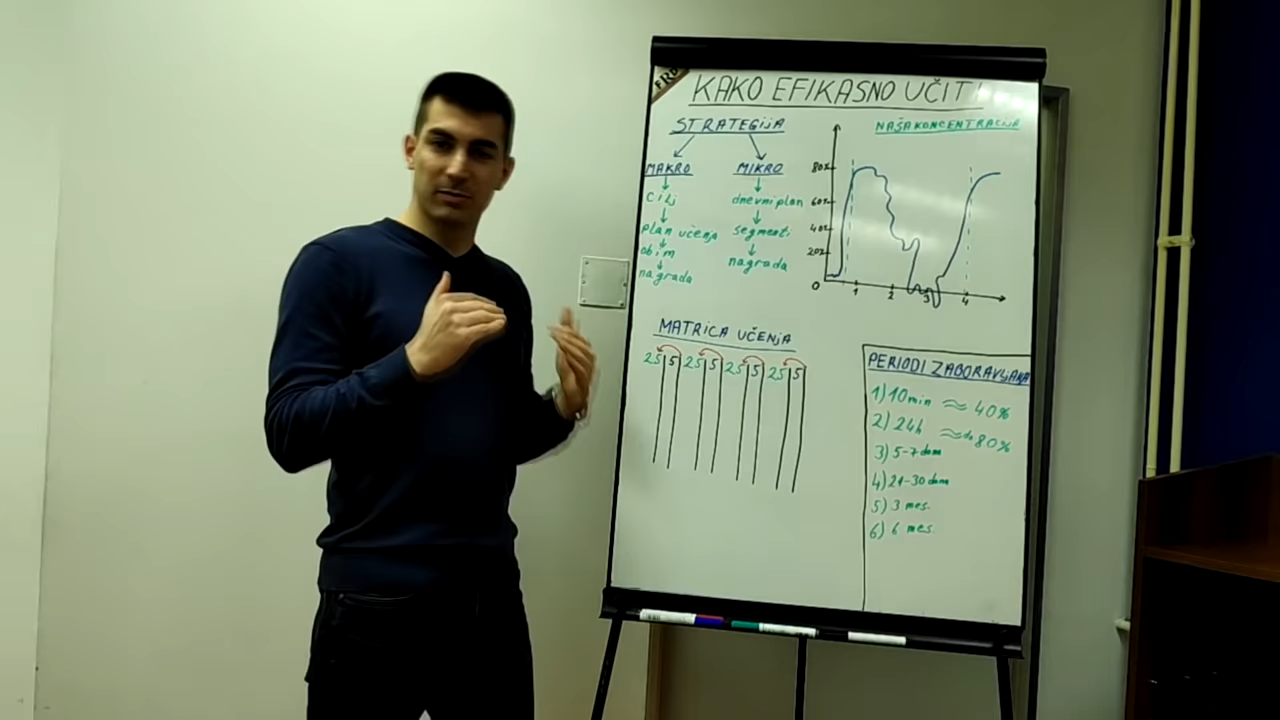 KAKO EFIKASNO UČITI
STRATEGIJA
MAKRO
CILJ
plan učenja
obim
nagrada
MIKRO
dnevni plan
segmenti
nagrada
NAŠA KONCENTRACIJA
80%
60%
40%
20%
0
1 2 3 4
MATRICA UČENJA
25 5 25 5 25 5 25 5
PERIODI ZABORAVLJANJA
1) 10 min ≈ 40%
2) 24h ≈ do 80%
3) 5-7 dana
4) 21-30 dana
5) 3 mes.
6) 6 mes.